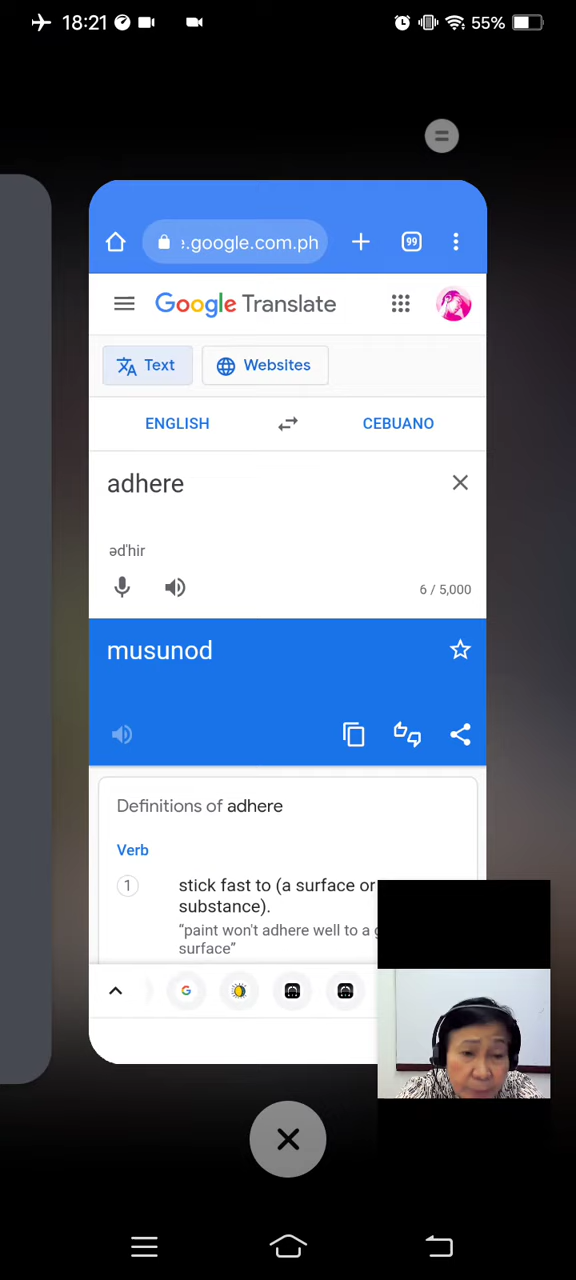 18:21
55%
:.google.com.ph
99
Google Translate
Text
Websites
ENGLISH
CEBUANO
adhere
əd'hir
6 / 5,000
musunod
Definitions of adhere
Verb
1
stick fast to (a surface or
substance).
“paint won't adhere well to a
surface”
G